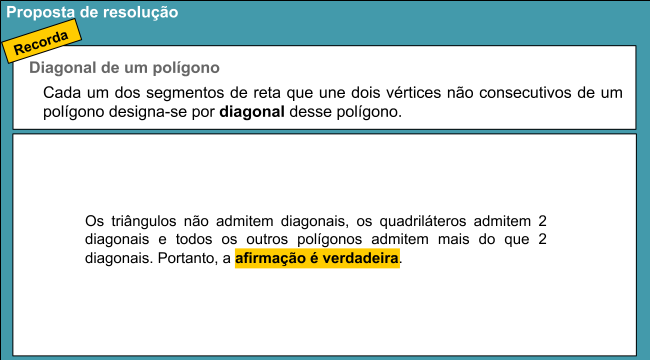 Proposta de resolução
Recorda
Diagonal de um polígono
Cada um dos segmentos de reta que une dois vértices não consecutivos de um
polígono designa-se por diagonal desse polígono.
Os triângulos não admitem diagonais, os quadriláteros admitem 2
diagonais e todos os outros polígonos admitem mais do que 2
diagonais. Portanto, a afirmação é verdadeira.